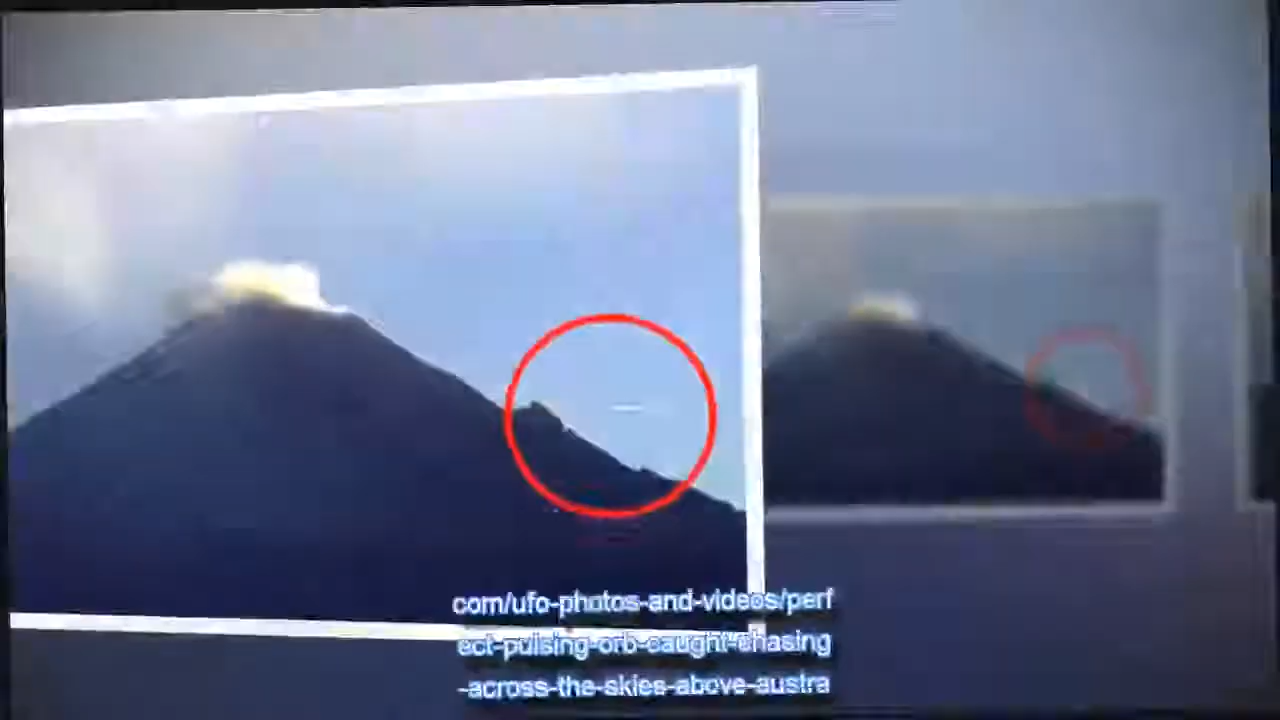 com/ufo-photos-and-videos/perf
ect-pulsing-orb-caught-chasing
-across-the-skies-above-austra